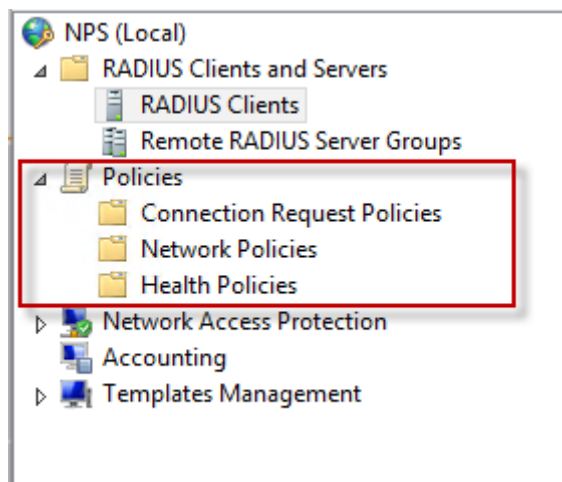 NPS (Local)
RADIUS Clients and Servers
RADIUS Clients
Remote RADIUS Server Groups
Policies
Connection Request Policies
Network Policies
Health Policies
Network Access Protection
Accounting
Templates Management